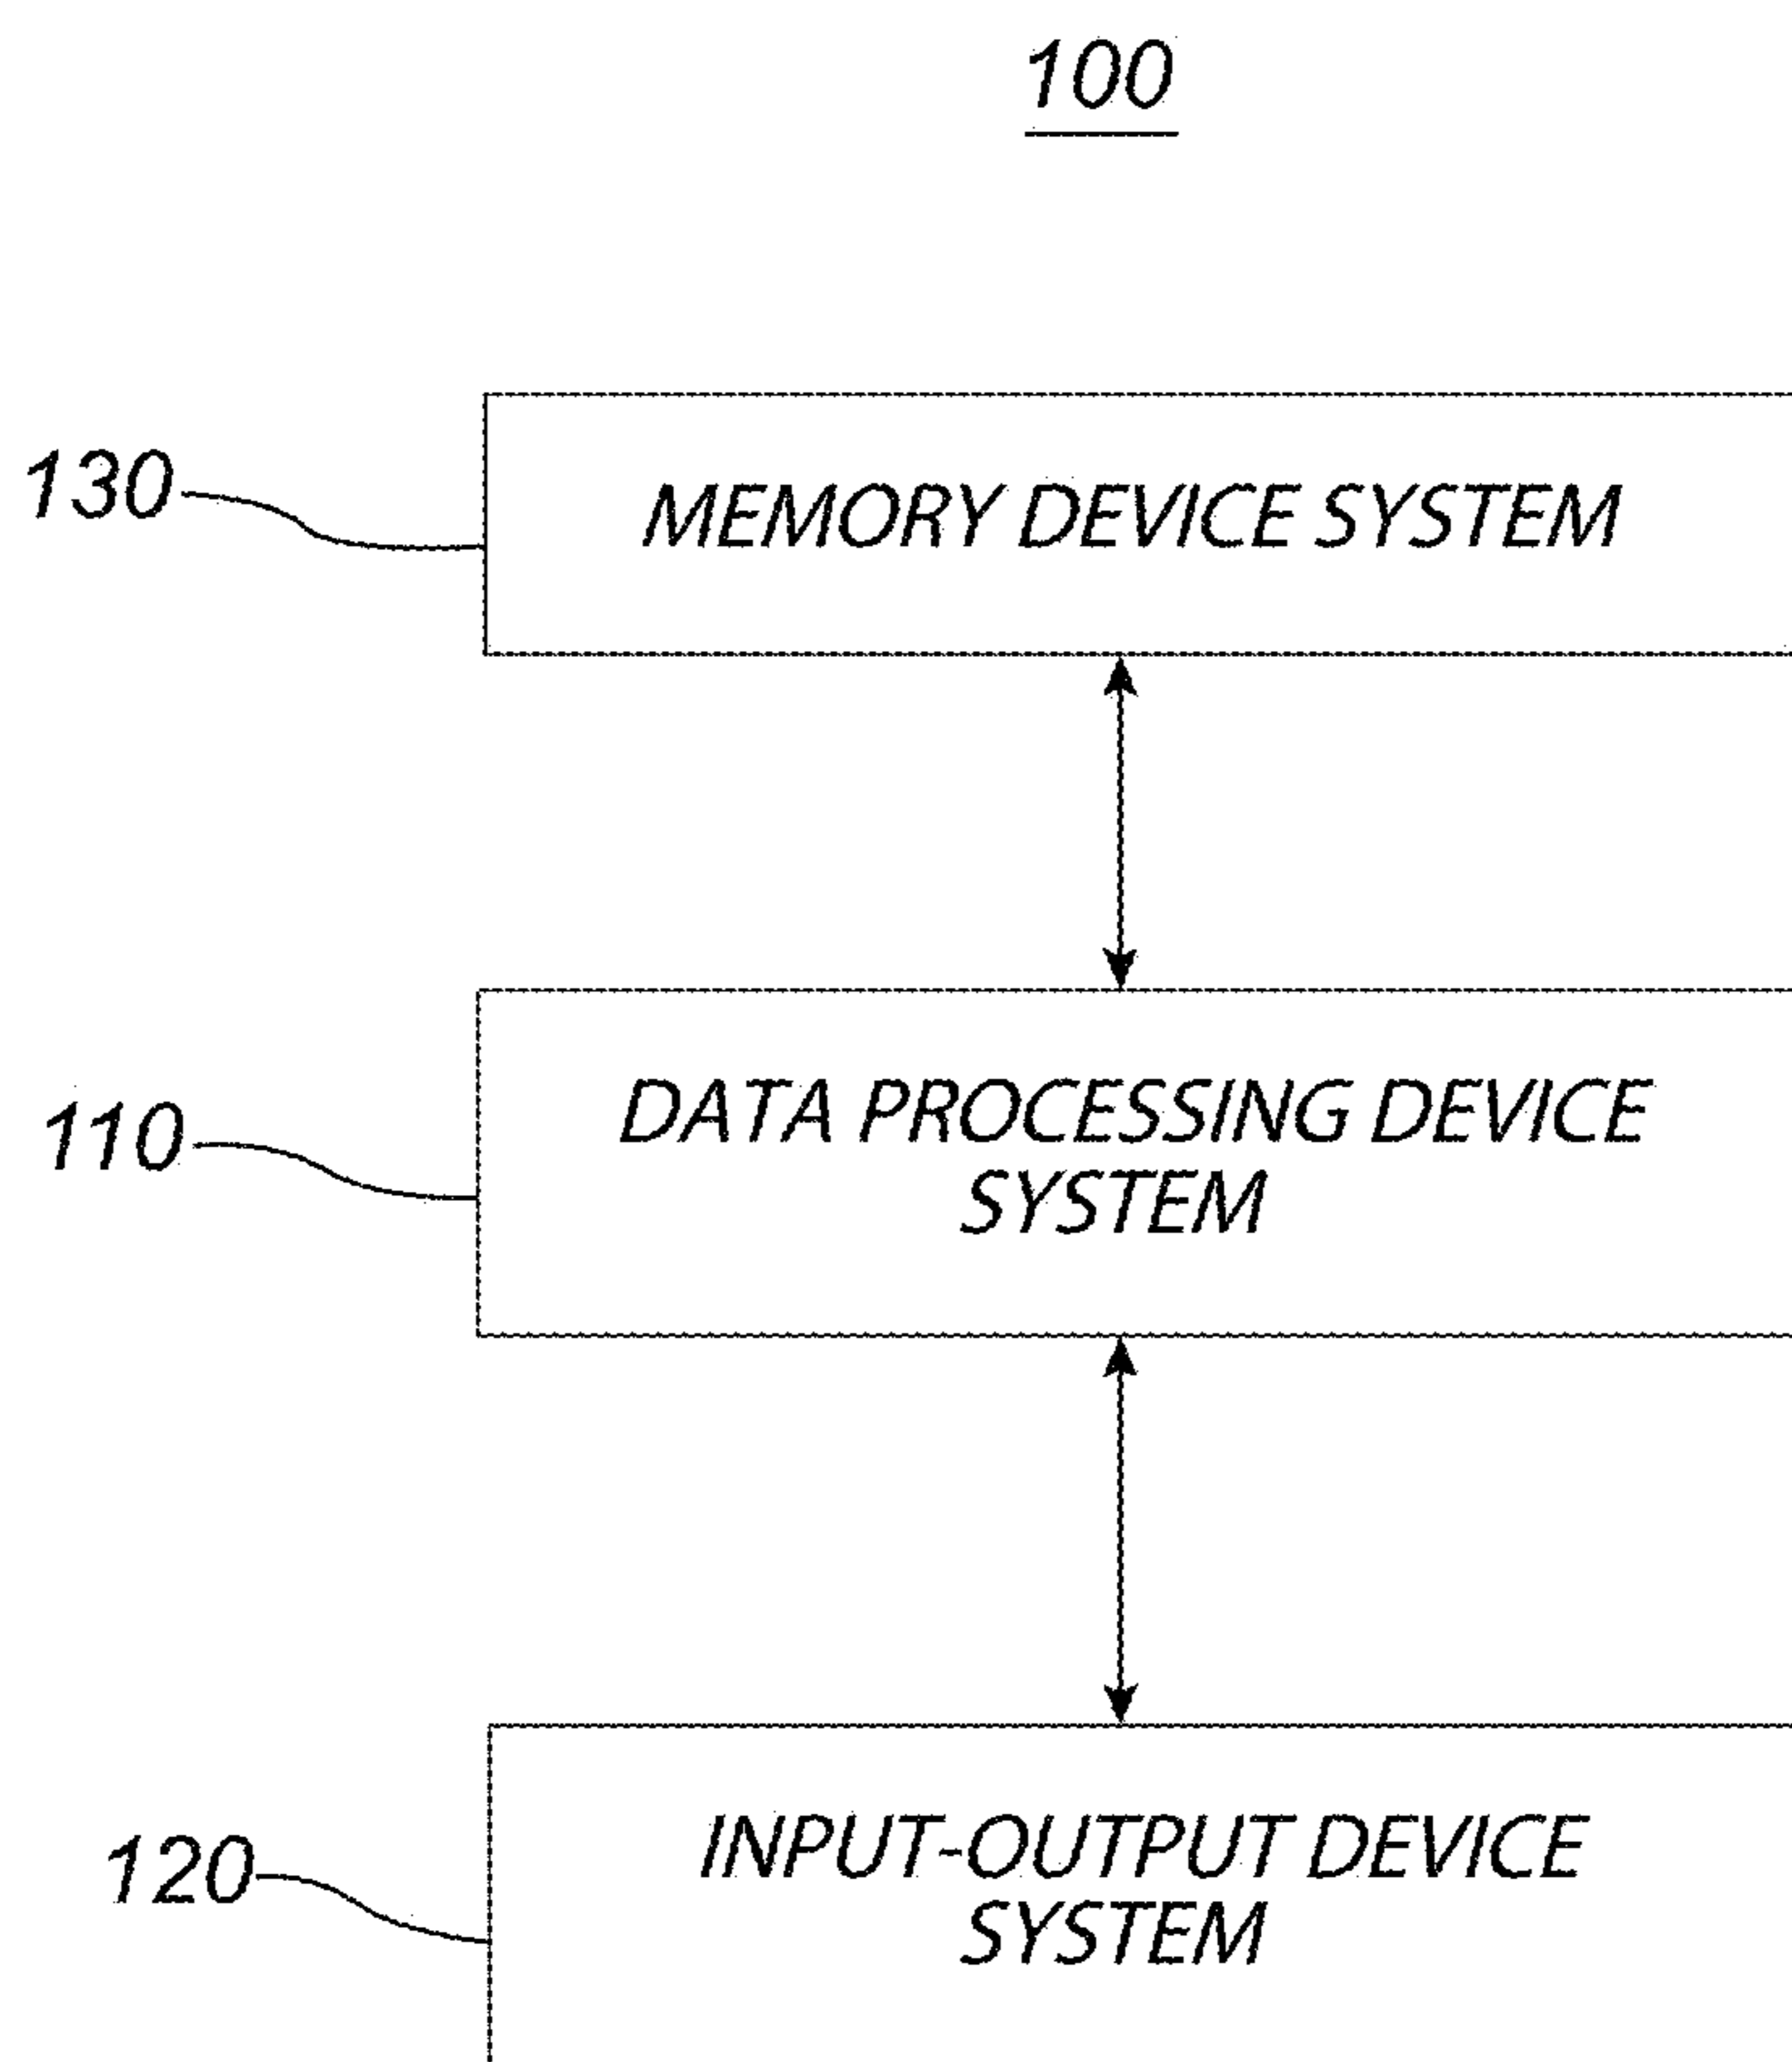 100
130
MEMORY DEVICE SYSTEM
110
DATA PROCESSING DEVICE
SYSTEM
120
INPUT-OUTPUT DEVICE
SYSTEM